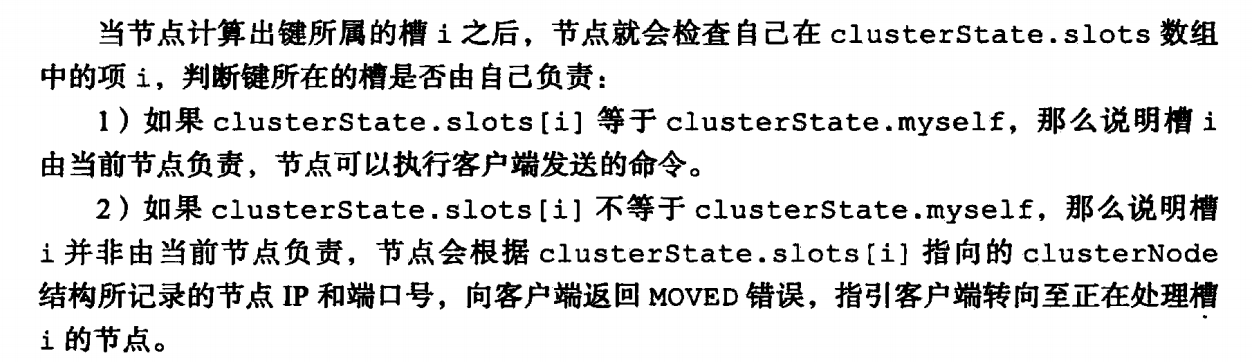 当节点计算出键所属的槽 i 之后，节点就会检查自己在 clusterState.slots 数组
中的项 i，判断键所在的槽是否由自己负责：
1）如果 clusterState.slots[i] 等于 clusterState.myself，那么说明槽 i
由当前节点负责，节点可以执行客户端发送的命令。
2）如果 clusterState.slots[i] 不等于 clusterState.myself，那么说明槽
i 并非由当前节点负责，节点会根据 clusterState.slots[i] 指向的 clusterNode
结构所记录的节点 IP 和端口号，向客户端返回 MOVED 错误，指引客户端转向至正在处理槽
i 的节点。